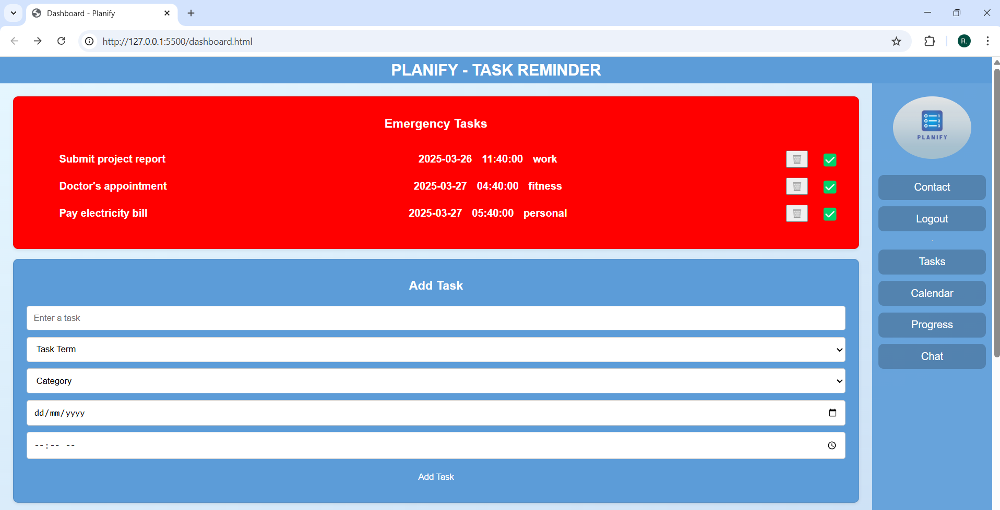 Dashboard - Planify
http://127.0.0.1:5500/dashboard.html
R.
PLANIFY - TASK REMINDER
Emergency Tasks
Submit project report 2025-03-26 11:40:00 work
Doctor's appointment 2025-03-27 04:40:00 fitness
Pay electricity bill 2025-03-27 05:40:00 personal
Add Task
Enter a task
Task Term
Category
dd/mm/yyyy
--:-- --
Add Task
1
2
3
PLANIFY
Contact
Logout
.
Tasks
Calendar
Progress
Chat